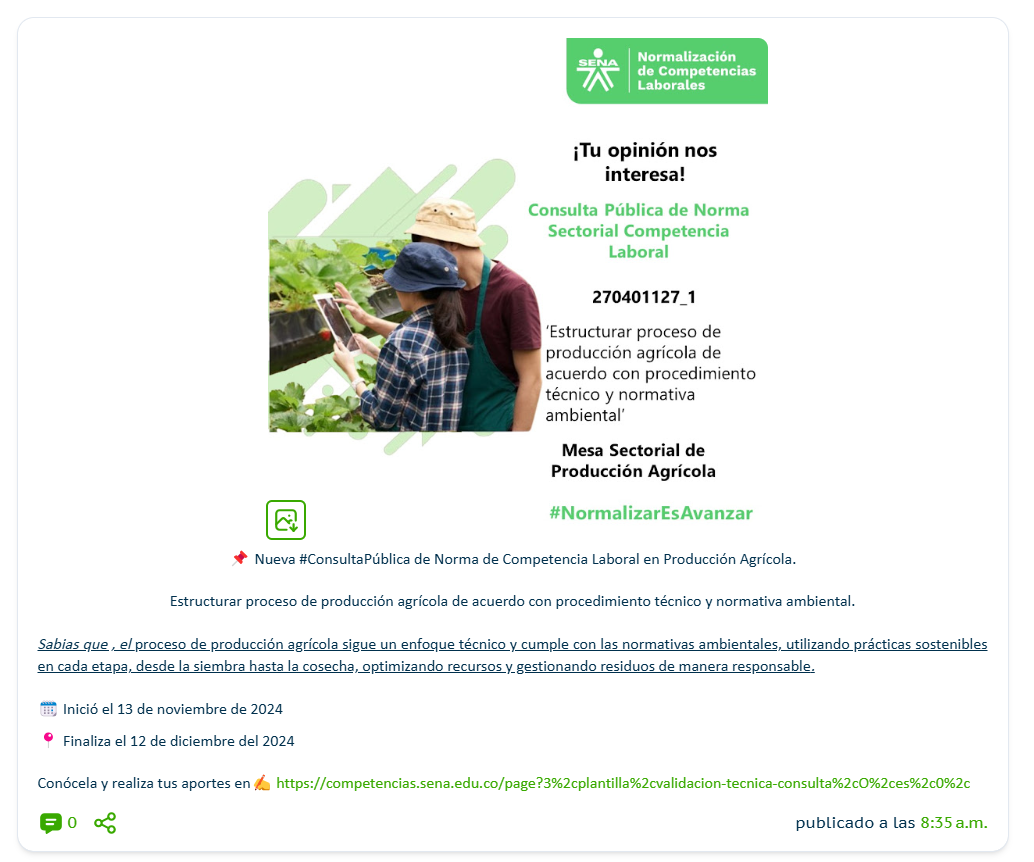 SENA
Normalización
de Competencias
Laborales
¡Tu opinión nos
interesa!
Consulta Pública de Norma
Sectorial Competencia
Laboral
270401127_1
‘Estructurar proceso de
producción agrícola de
acuerdo con procedimiento
técnico y normativa
ambiental’
Mesa Sectorial de
Producción Agrícola
#NormalizarEsAvanzar
📌 Nueva #ConsultaPública de Norma de Competencia Laboral en Producción Agrícola.
Estructurar proceso de producción agrícola de acuerdo con procedimiento técnico y normativa ambiental.
Sabias que , el proceso de producción agrícola sigue un enfoque técnico y cumple con las normativas ambientales, utilizando prácticas sostenibles
en cada etapa, desde la siembra hasta la cosecha, optimizando recursos y gestionando residuos de manera responsable.
🗓️ Inició el 13 de noviembre de 2024
📍 Finaliza el 12 de diciembre del 2024
Conócela y realiza tus aportes en ✍️ https://competencias.sena.edu.co/page?3%2cplantilla%2cvalidacion-tecnica-consulta%2cO%2ces%2c0%2c
0
publicado a las 8:35 a.m.